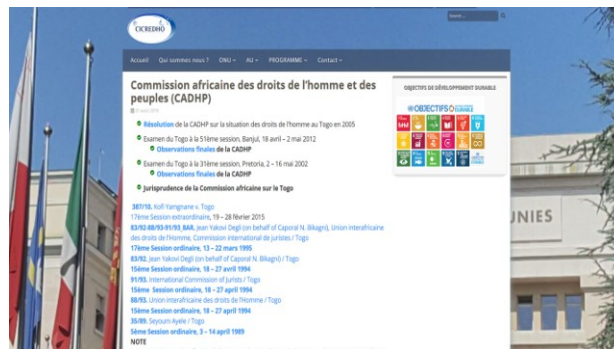 CICREDHO
Search ...
Accueil Qui sommes nous ? ONU AU PROGRAMME Contact
Commission africaine des droits de l'homme et des
peuples (CADHP)
OBJECTIFS DE DÉVELOPPEMENT DURABLE
OBJECTIFS
DURABLE
Résolution de la CADHP sur la situation des droits de l'homme au Togo en 2005
Examen du Togo à la 51ème session, Banjul, 18 avril – 2 mai 2012
Observations finales de la CADHP
Examen du Togo à la 31ème session, Pretoria, 2 – 16 mai 2002
Observations finales de la CADHP
Jurisprudence de la Commission africaine sur le Togo
387/10. Kofi Yamgnane v. Togo
17ème Session extraordinaire, 19 – 28 février 2015
83/92-88/93-91/93_BAR. Jean Yakovi Degli (on behalf of Caporal N. Bikagni), Union interafricaine
des droits de l'Homme, Commission international de juristes / Togo
17ème Session ordinaire, 13 – 22 mars 1995
83/92. Jean Yakovi Degli (on behalf of Caporal N. Bikagni) / Togo
15ème Session ordinaire, 18 – 27 avril 1994
91/93. International Commission of Jurists / Togo
15ème Session ordinaire, 18 – 27 avril 1994
88/93. Union interafricaine des droits de l'Homme / Togo
15ème Session ordinaire, 18 – 27 avril 1994
35/89. Seyoum Ayele / Togo
5ème Session ordinaire, 3 – 14 avril 1989
NOTE
UNIES